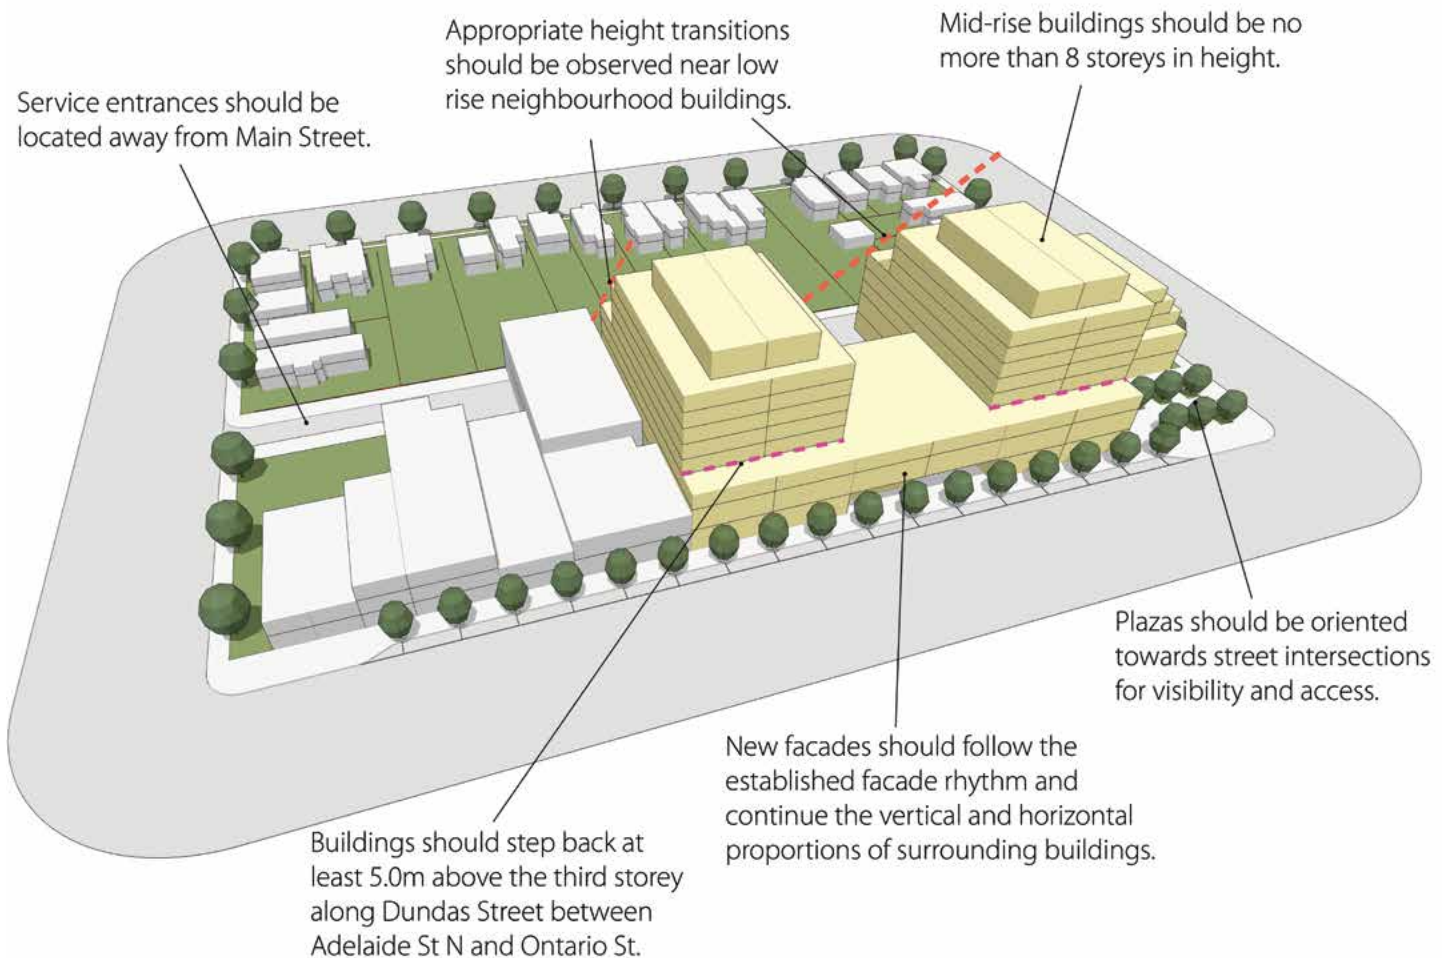 Appropriate height transitions
should be observed near low
rise neighbourhood buildings.
Mid-rise buildings should be no
more than 8 storeys in height.
Service entrances should be
located away from Main Street.
Plazas should be oriented
towards street intersections
for visibility and access.
New facades should follow the
established facade rhythm and
continue the vertical and horizontal
proportions of surrounding buildings.
Buildings should step back at
least 5.0m above the third storey
along Dundas Street between
Adelaide St N and Ontario St.